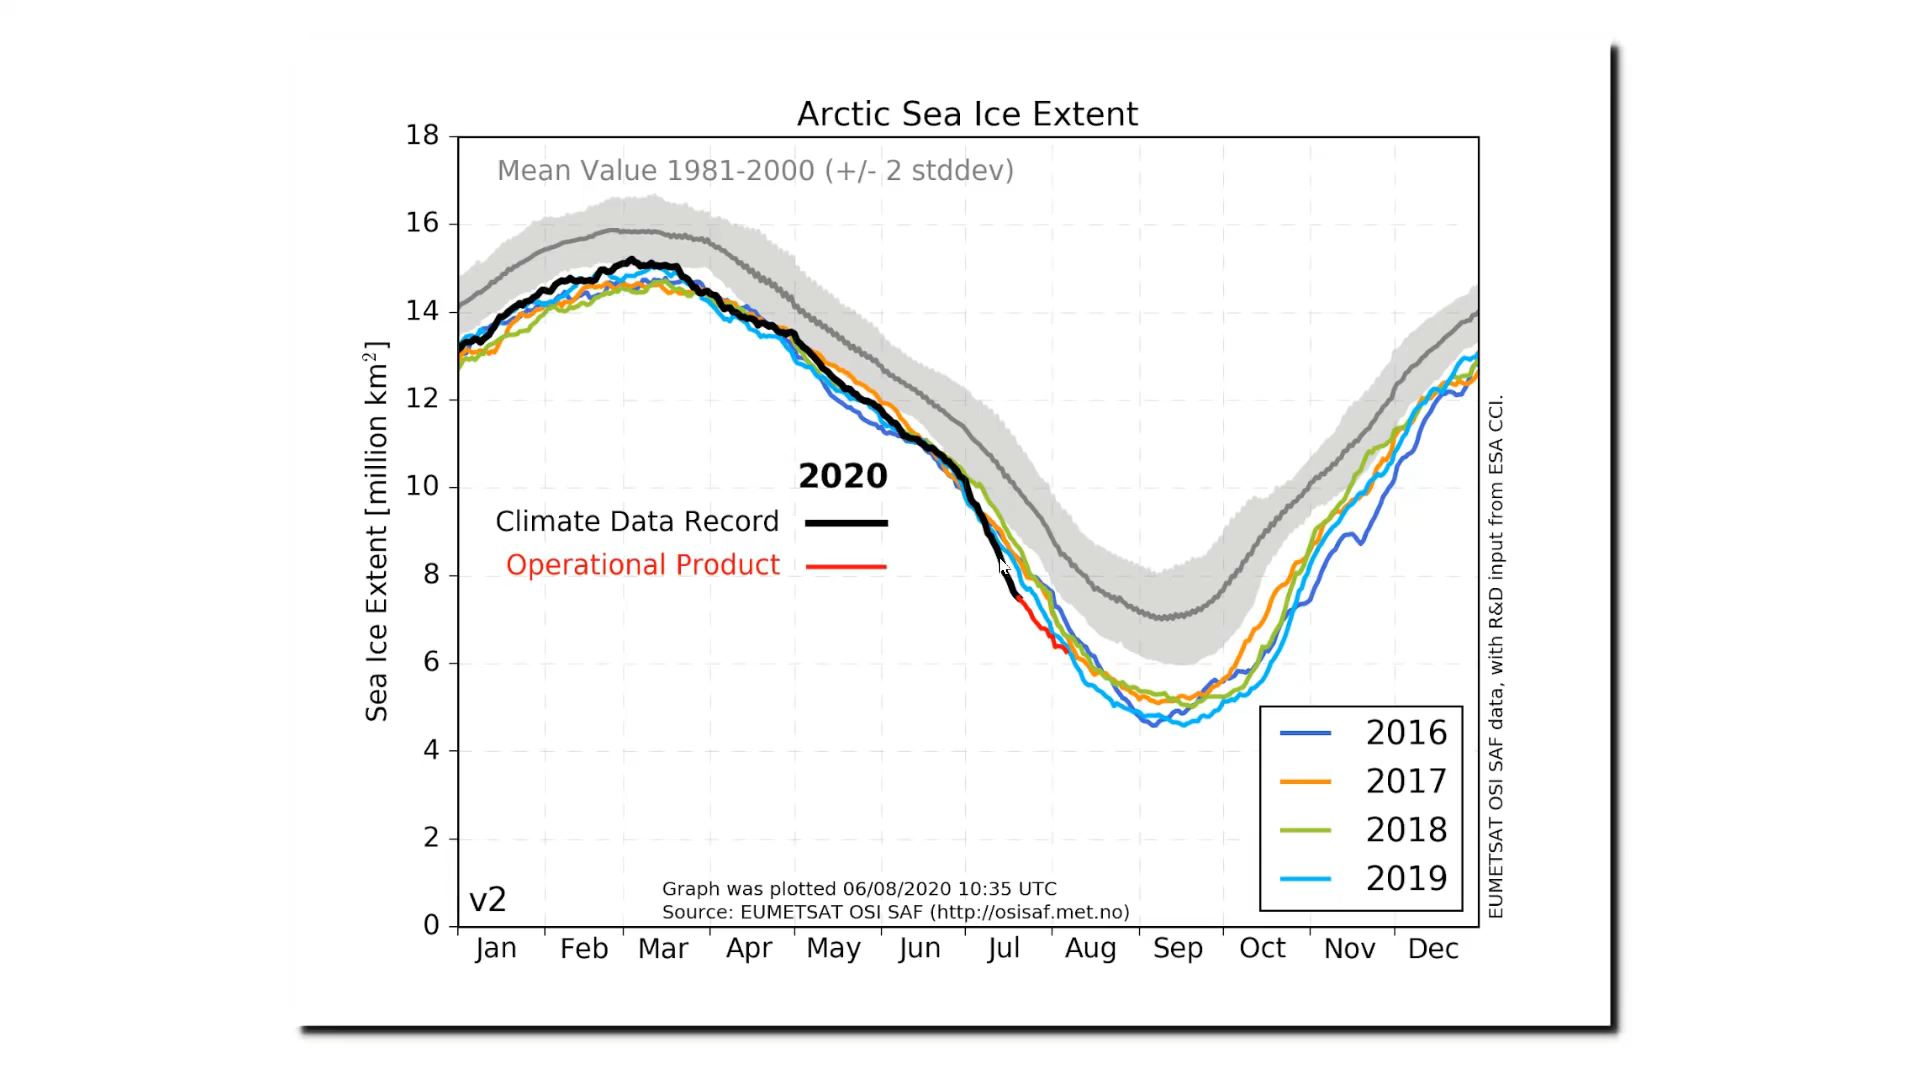 Arctic Sea Ice Extent
Mean Value 1981-2000 (+/- 2 stddev)
18
16
14
12
10
8
6
4
2
0
Sea Ice Extent [million km²]
2020
Climate Data Record
Operational Product
2016
2017
2018
2019
v2
Graph was plotted 06/08/2020 10:35 UTC
Source: EUMETSAT OSI SAF (http://osisaf.met.no)
Jan Feb Mar Apr May Jun Jul Aug Sep Oct Nov Dec
EUMETSAT OSI SAF data, with R&D input from ESA CCI.